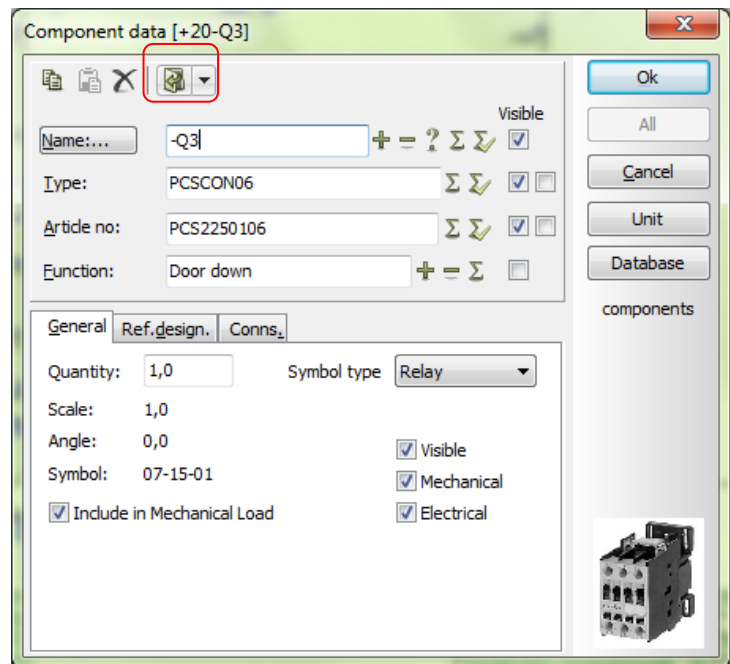 Component data [+20-Q3]
Ok
Visible
All
Name:... -Q3
Type: PCSCON06
Cancel
Article no: PCS2250106
Unit
Function: Door down
Database
components
General Ref.design. Conns.
Quantity: 1,0 Symbol type Relay
Scale: 1,0
Angle: 0,0 Visible
Symbol: 07-15-01 Mechanical
Include in Mechanical Load Electrical